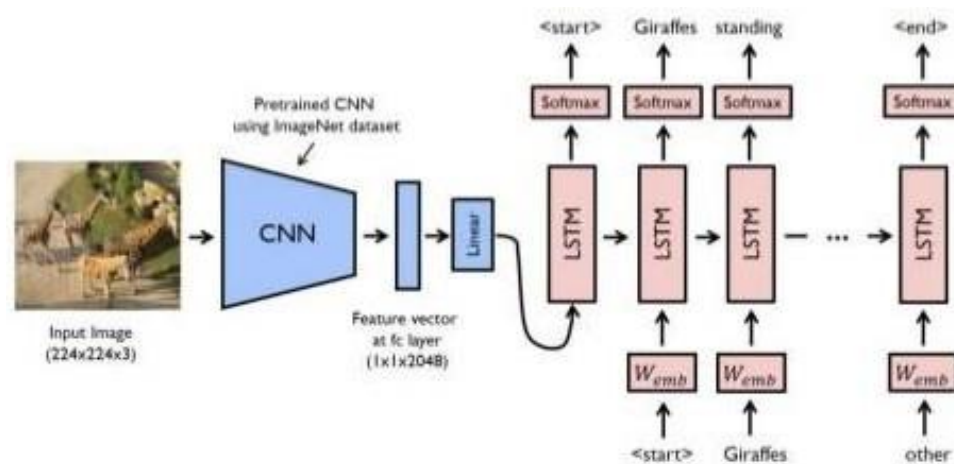 <start> Giraffes standing <end>
Softmax Softmax Softmax Softmax
Pretrained CNN
using ImageNet dataset
CNN
Linear
LSTM LSTM LSTM ... LSTM
Input Image
(224x224x3)
Feature vector
at fc layer
(1x1x2048)
W_emb W_emb W_emb
<start> Giraffes other